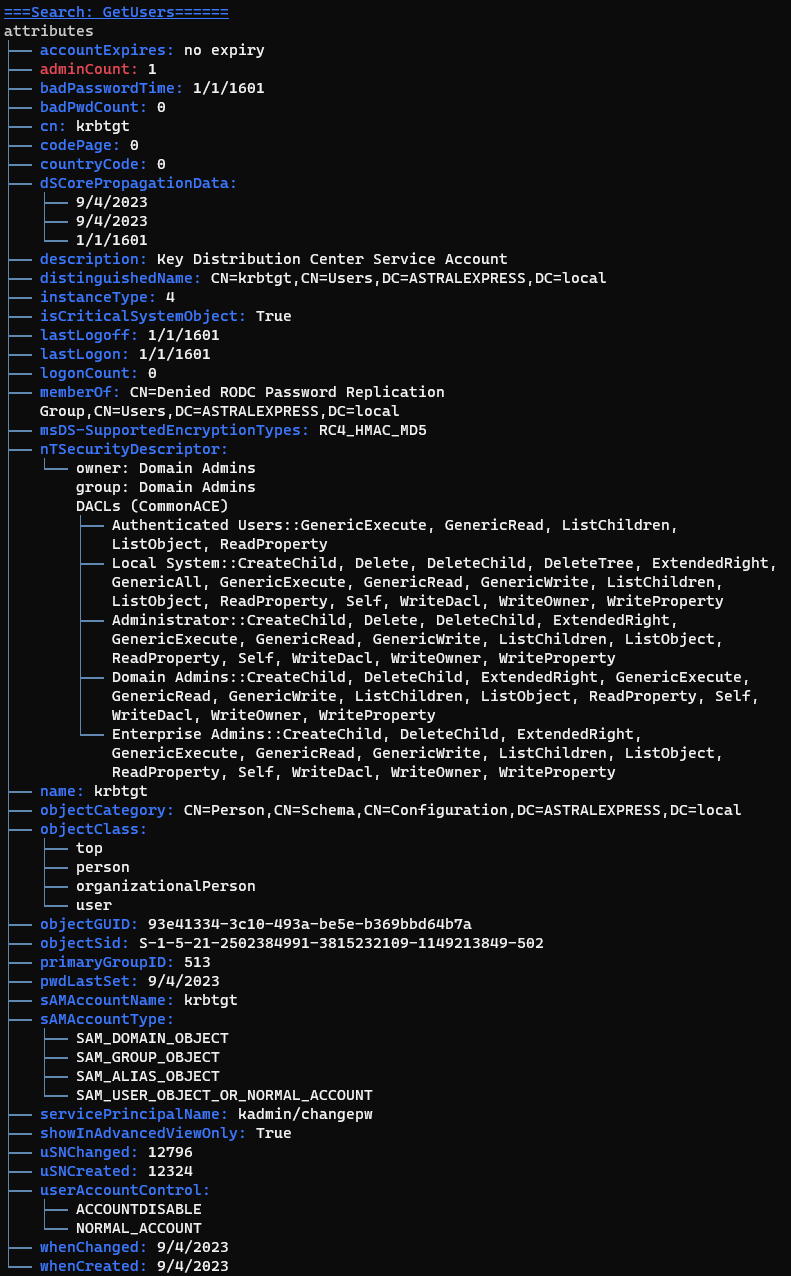 ===Search: GetUsers======
attributes
accountExpires: no expiry
adminCount: 1
badPasswordTime: 1/1/1601
badPwdCount: 0
cn: krbtgt
codePage: 0
countryCode: 0
dSCorePropagationData:
9/4/2023
9/4/2023
1/1/1601
description: Key Distribution Center Service Account
distinguishedName: CN=krbtgt,CN=Users,DC=ASTRALEXPRESS,DC=local
instanceType: 4
isCriticalSystemObject: True
lastLogoff: 1/1/1601
lastLogon: 1/1/1601
logonCount: 0
memberOf: CN=Denied RODC Password Replication
Group,CN=Users,DC=ASTRALEXPRESS,DC=local
msDS-SupportedEncryptionTypes: RC4_HMAC_MD5
nTSecurityDescriptor:
owner: Domain Admins
group: Domain Admins
DACLs (CommonACE)
Authenticated Users::GenericExecute, GenericRead, ListChildren,
ListObject, ReadProperty
Local System::CreateChild, Delete, DeleteChild, DeleteTree, ExtendedRight,
GenericAll, GenericExecute, GenericRead, GenericWrite, ListChildren,
ListObject, ReadProperty, Self, WriteDacl, WriteOwner, WriteProperty
Administrator::CreateChild, Delete, DeleteChild, ExtendedRight,
GenericExecute, GenericRead, GenericWrite, ListChildren, ListObject,
ReadProperty, Self, WriteDacl, WriteOwner, WriteProperty
Domain Admins::CreateChild, DeleteChild, ExtendedRight, GenericExecute,
GenericRead, GenericWrite, ListChildren, ListObject, ReadProperty, Self,
WriteDacl, WriteOwner, WriteProperty
Enterprise Admins::CreateChild, DeleteChild, ExtendedRight,
GenericExecute, GenericRead, GenericWrite, ListChildren, ListObject,
ReadProperty, Self, WriteDacl, WriteOwner, WriteProperty
name: krbtgt
objectCategory: CN=Person,CN=Schema,CN=Configuration,DC=ASTRALEXPRESS,DC=local
objectClass:
top
person
organizationalPerson
user
objectGUID: 93e41334-3c10-493a-be5e-b369bbd64b7a
objectSid: S-1-5-21-2502384991-3815232109-1149213849-502
primaryGroupID: 513
pwdLastSet: 9/4/2023
sAMAccountName: krbtgt
sAMAccountType:
SAM_DOMAIN_OBJECT
SAM_GROUP_OBJECT
SAM_ALIAS_OBJECT
SAM_USER_OBJECT_OR_NORMAL_ACCOUNT
servicePrincipalName: kadmin/changepw
showInAdvancedViewOnly: True
uSNChanged: 12796
uSNCreated: 12324
userAccountControl:
ACCOUNTDISABLE
NORMAL_ACCOUNT
whenChanged: 9/4/2023
whenCreated: 9/4/2023